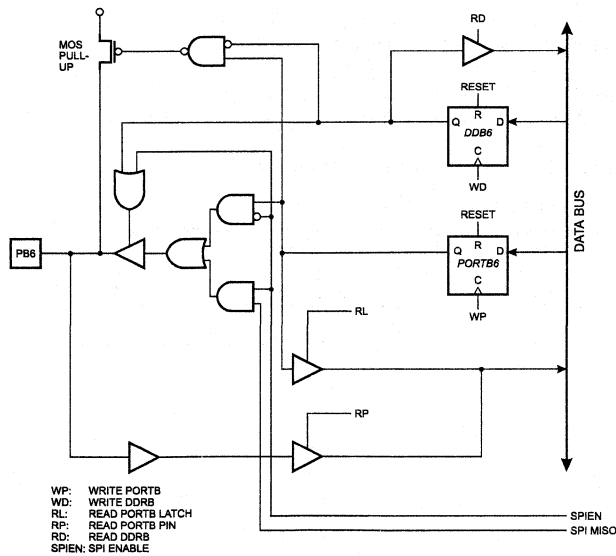 RD
MOS
PULL-
UP
RESET
R
Q
D
DDB6
C
WD
RESET
R
Q
D
PORTB6
C
WP
DATA BUS
PB6
RL
RP
WP: WRITE PORTB
WD: WRITE DDRB
RL: READ PORTB LATCH
RP: READ PORTB PIN
RD: READ DDRB
SPIEN: SPI ENABLE
SPIEN
SPI MISO